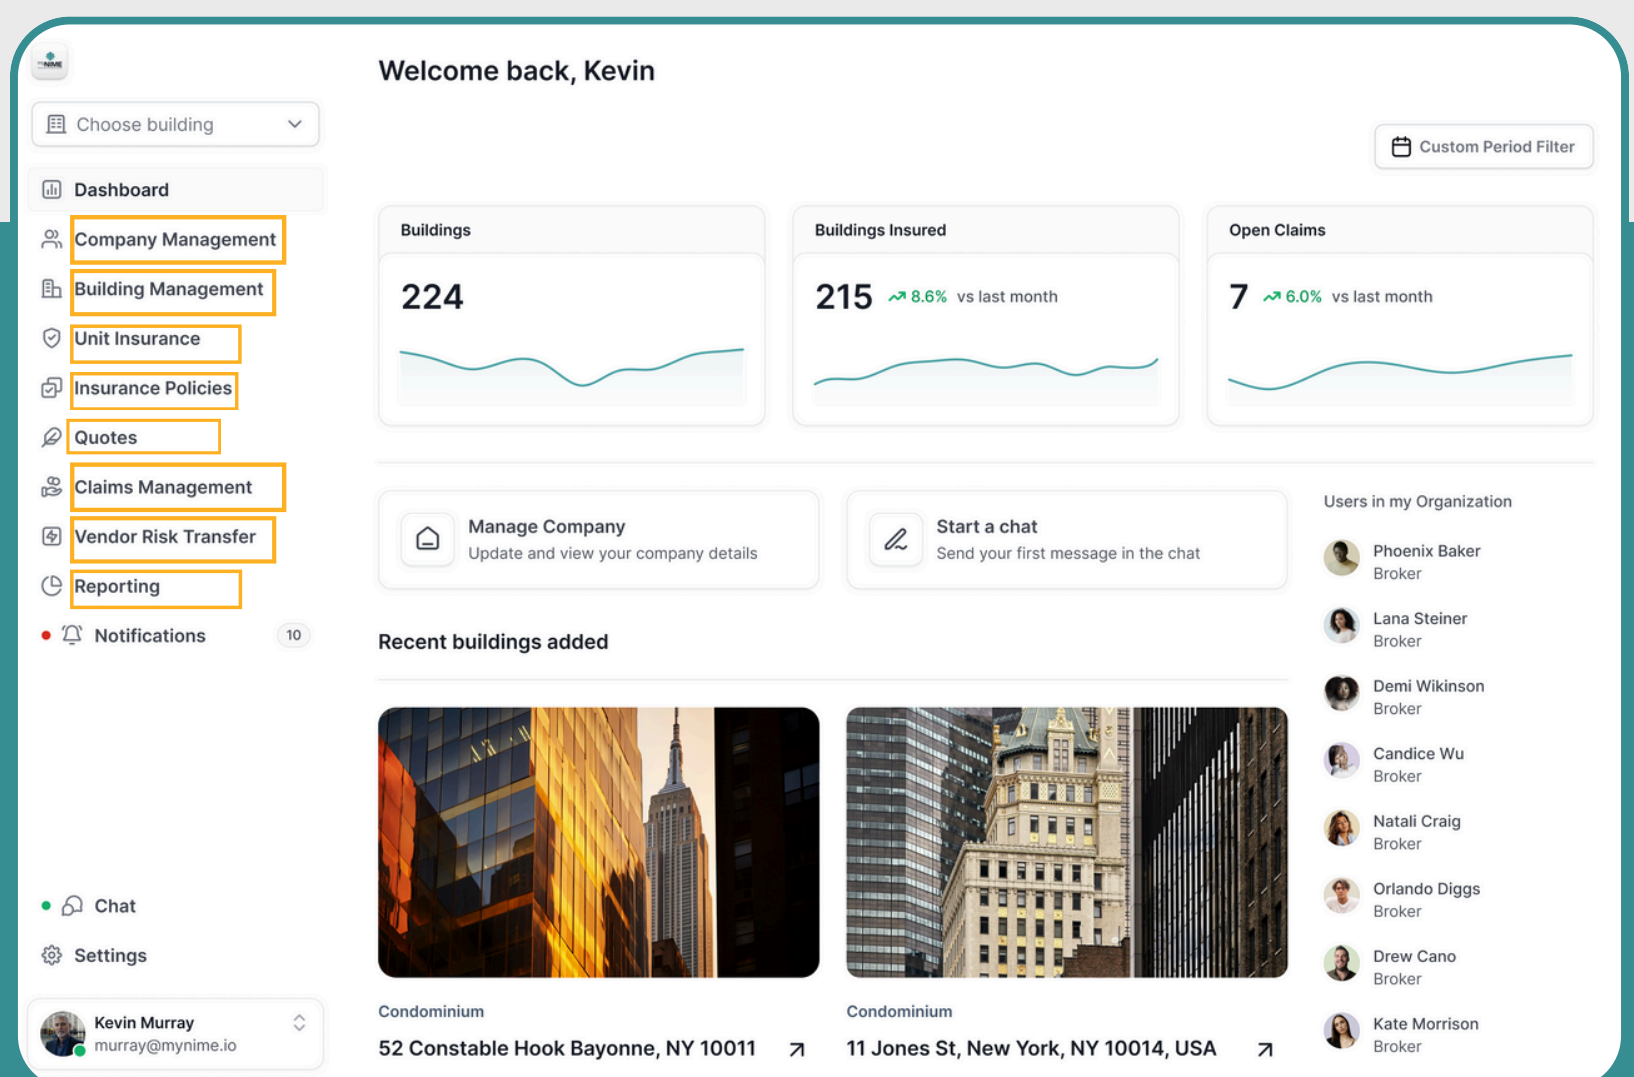 NIME
Choose building
Dashboard
Company Management
Building Management
Unit Insurance
Insurance Policies
Quotes
Claims Management
Vendor Risk Transfer
Reporting
Notifications 10
Chat
Settings
Kevin Murray
murray@mynime.io
Welcome back, Kevin
Custom Period Filter
Buildings
224
Buildings Insured
215 8.6% vs last month
Open Claims
7 6.0% vs last month
Manage Company
Update and view your company details
Start a chat
Send your first message in the chat
Recent buildings added
Condominium
52 Constable Hook Bayonne, NY 10011
Condominium
11 Jones St, New York, NY 10014, USA
Users in my Organization
Phoenix Baker
Broker
Lana Steiner
Broker
Demi Wikinson
Broker
Candice Wu
Broker
Natali Craig
Broker
Orlando Diggs
Broker
Drew Cano
Broker
Kate Morrison
Broker